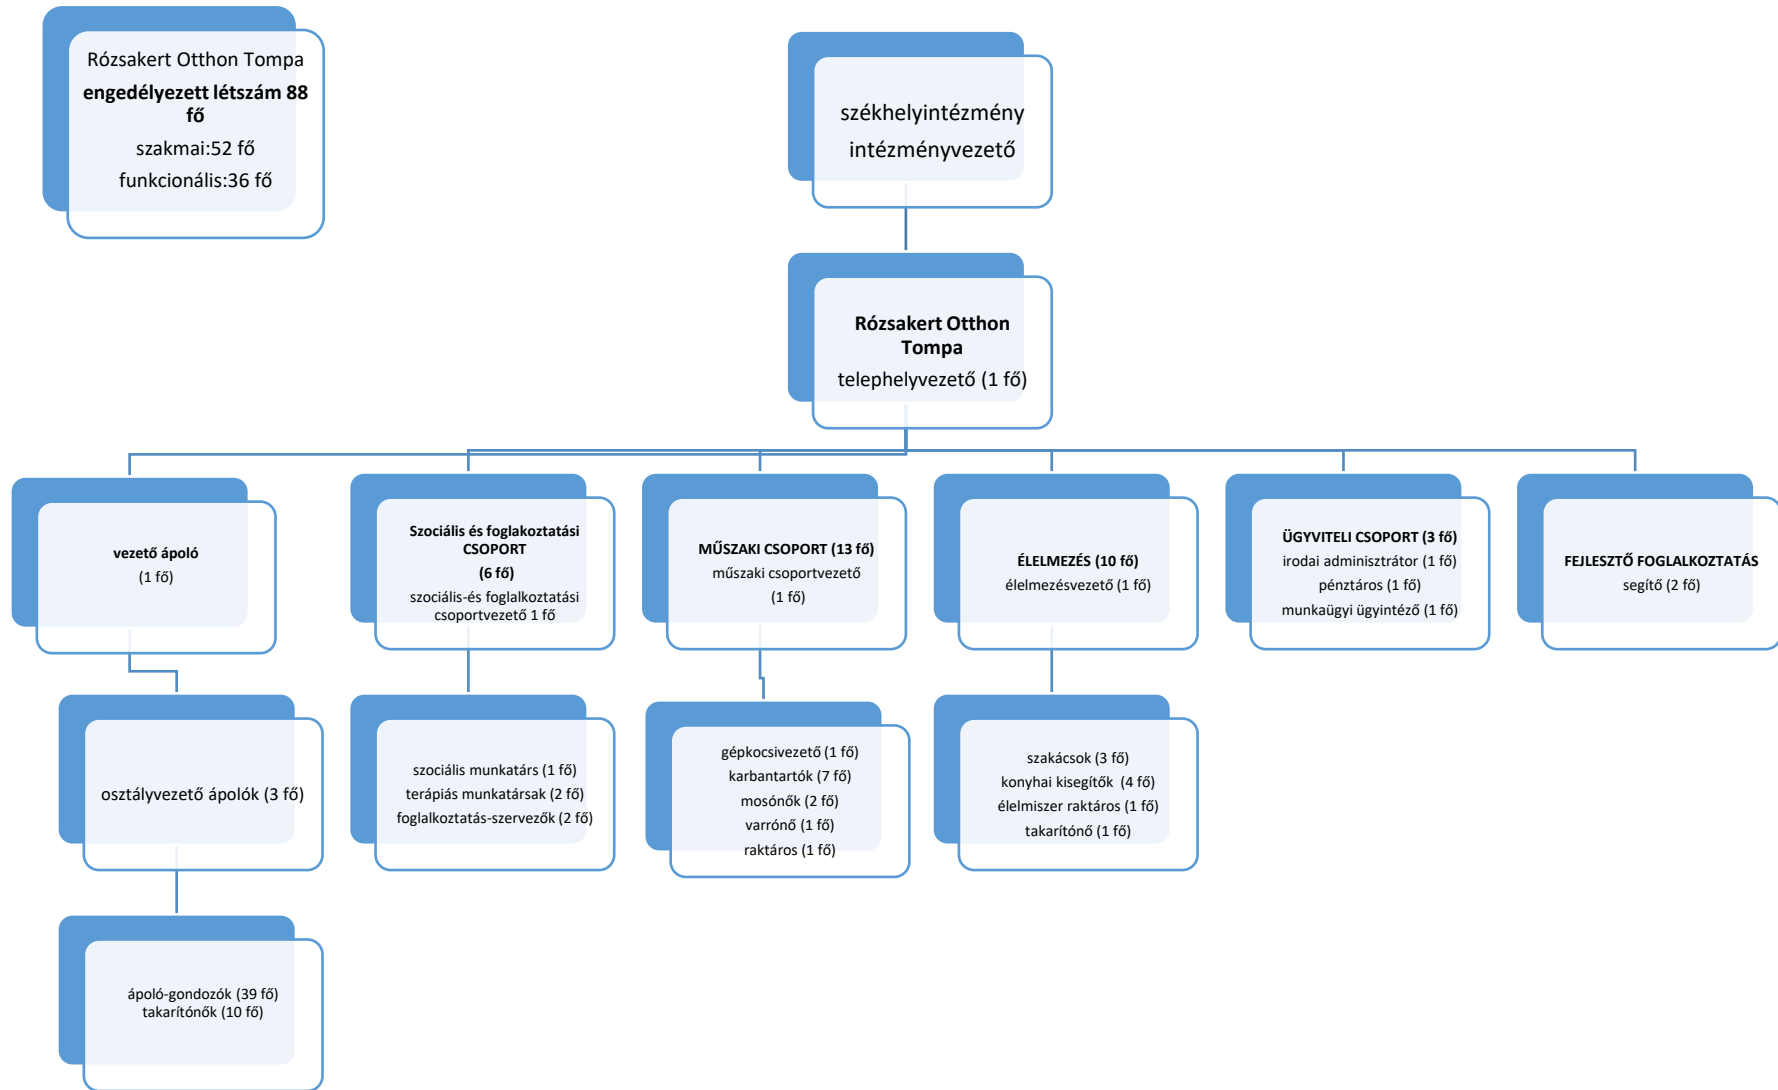 Rózsakert Otthon Tompa
engedélyezett létszám 88
fő
szakmai:52 fő
funkcionális:36 fő
székhelyintézmény
intézményvezető
Rózsakert Otthon
Tompa
telephelyvezető (1 fő)
vezető ápoló
(1 fő)
Szociális és foglakoztatási
CSOPORT
(6 fő)
szociális-és foglalkoztatási
csoportvezető 1 fő
MŰSZAKI CSOPORT (13 fő)
műszaki csoportvezető
(1 fő)
ÉLELMEZÉS (10 fő)
élelmezésvezető (1 fő)
ÜGYVITELI CSOPORT (3 fő)
irodai adminisztrátor (1 fő)
pénztáros (1 fő)
munkaügyi ügyintéző (1 fő)
FEJLESZTŐ FOGLALKOZTATÁS
segítő (2 fő)
osztályvezető ápolók (3 fő)
szociális munkatárs (1 fő)
terápiás munkatársak (2 fő)
foglalkoztatás-szervezők (2 fő)
gépkocsivezető (1 fő)
karbantartók (7 fő)
mosónők (2 fő)
varrónő (1 fő)
raktáros (1 fő)
szakácsok (3 fő)
konyhai kisegítők  (4 fő)
élelmiszer raktáros (1 fő)
takarítónő (1 fő)
ápoló-gondozók (39 fő)
takarítónők (10 fő)